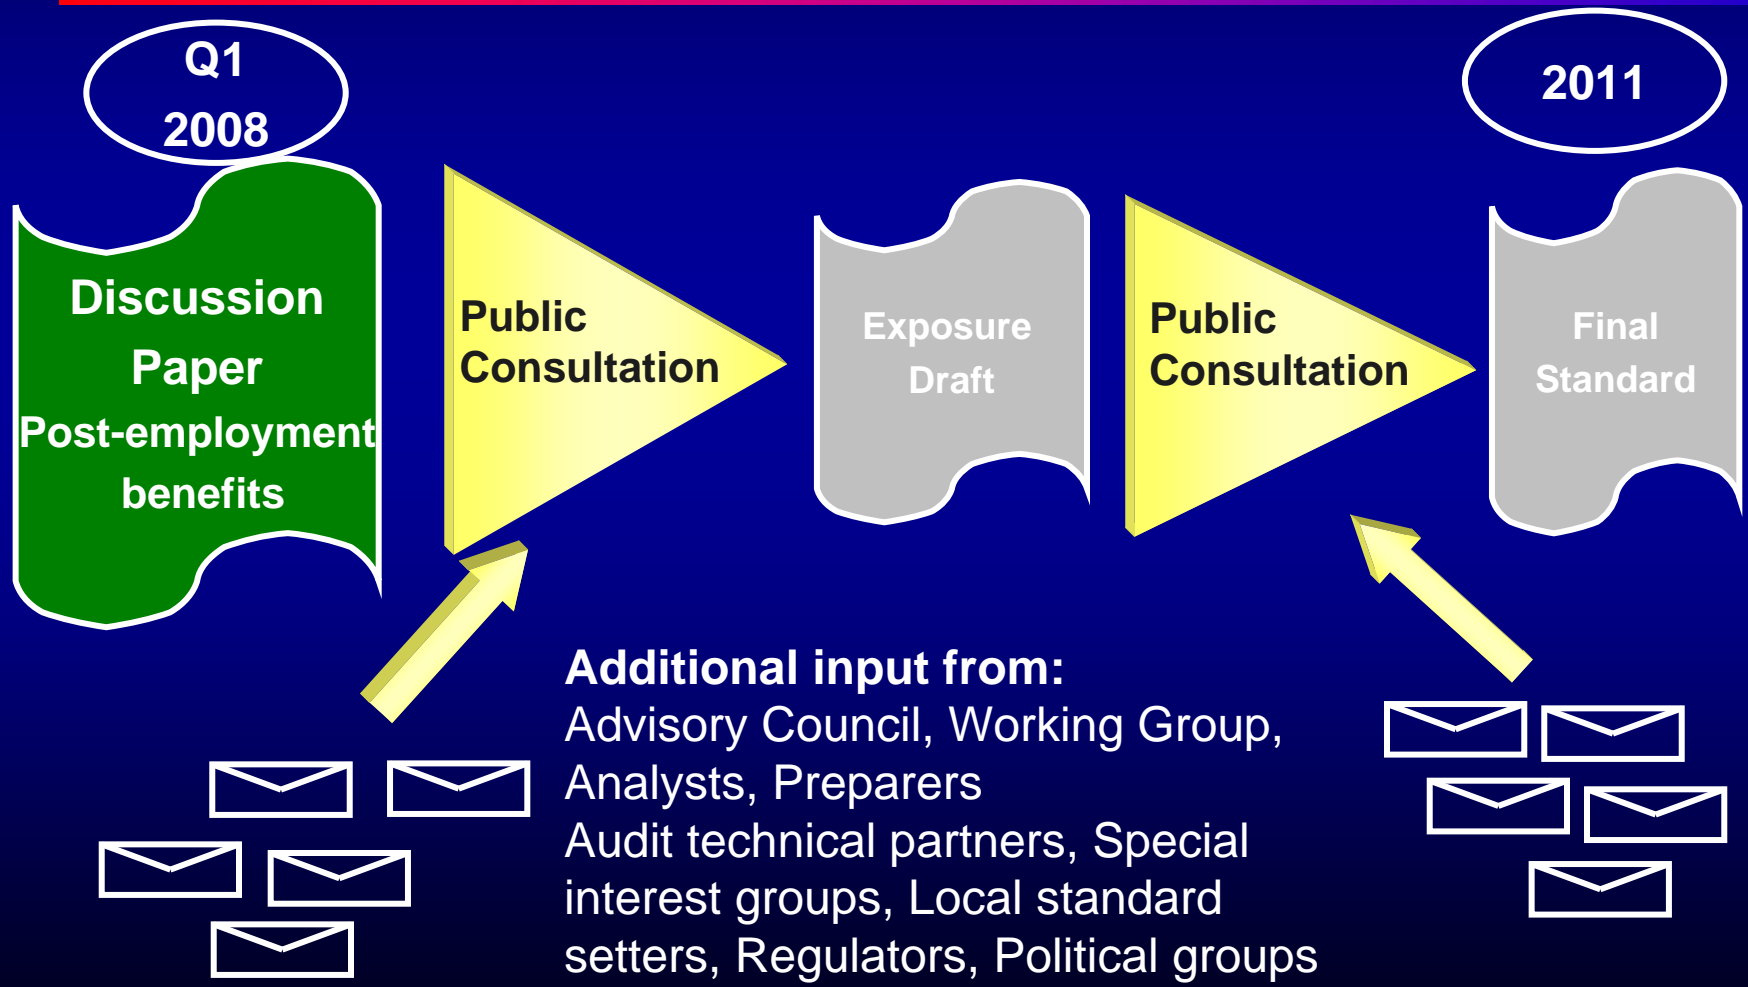 Q1
2008
2011
Discussion
Paper
Post-employment
benefits
Public
Consultation
Exposure
Draft
Public
Consultation
Final
Standard
Additional input from:
Advisory Council, Working Group,
Analysts, Preparers
Audit technical partners, Special
interest groups, Local standard
setters, Regulators, Political groups